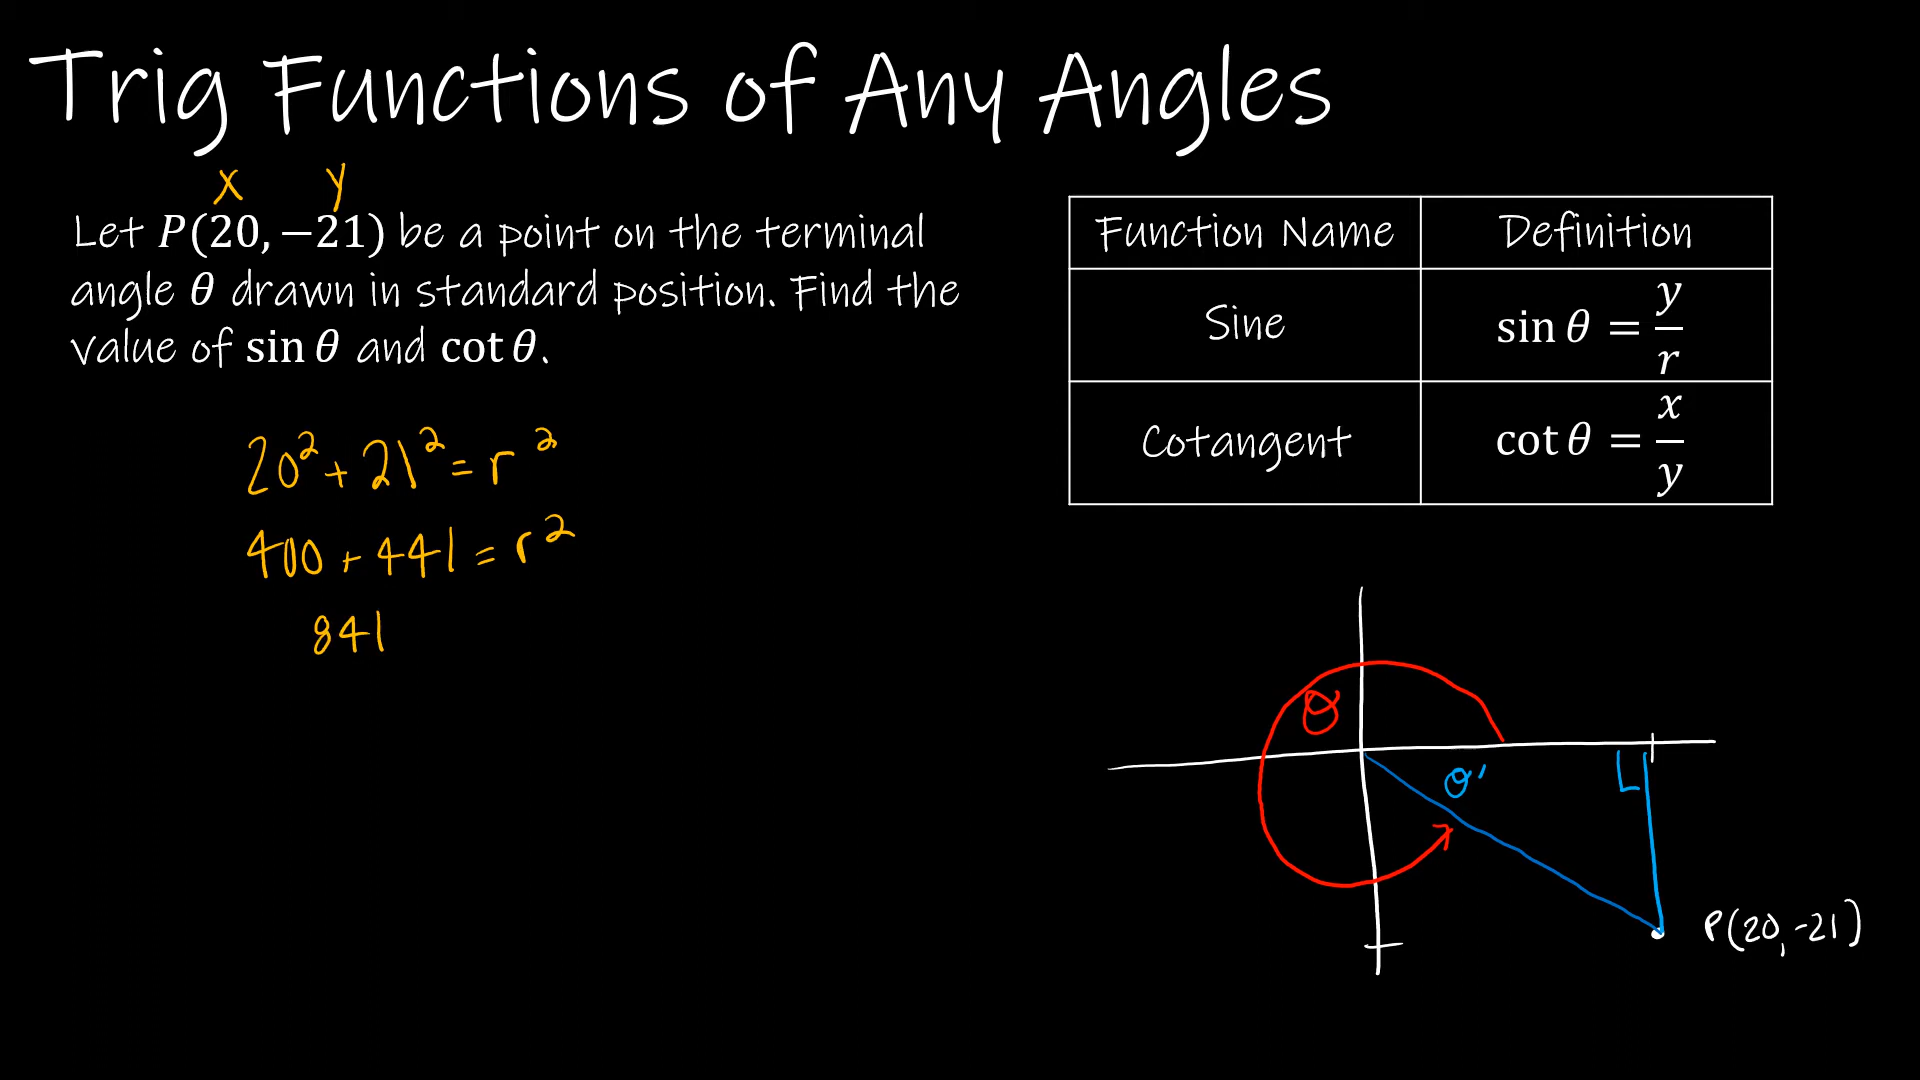 Trig Functions of Any Angles
x y
Let P(20, −21) be a point on the terminal
angle θ drawn in standard position. Find the
value of sin θ and cot θ.
20² + 21² = r²
400 + 441 = r²
841
Function Name Definition
Sine sin θ = y/r
Cotangent cot θ = x/y
θ
θ'
P(20, -21)